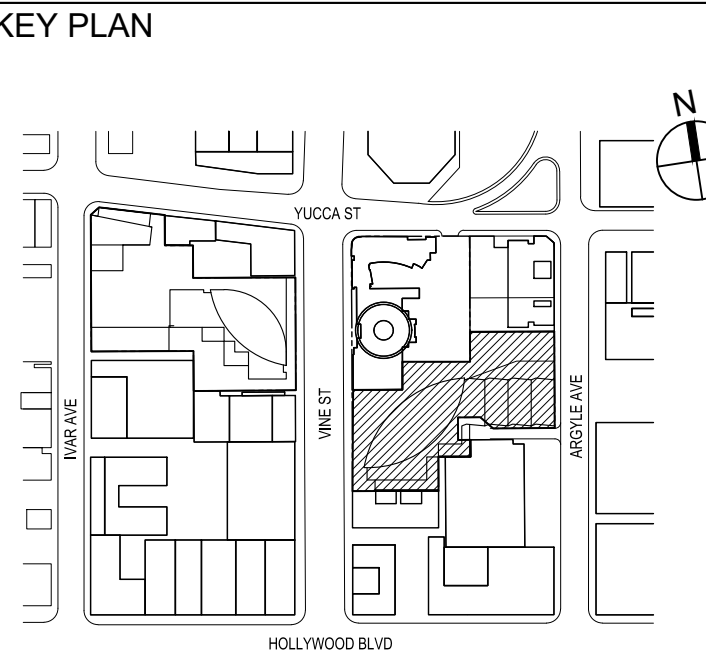 KEY PLAN
N
YUCCA ST
IVAR AVE
VINE ST
ARGYLE AVE
HOLLYWOOD BLVD